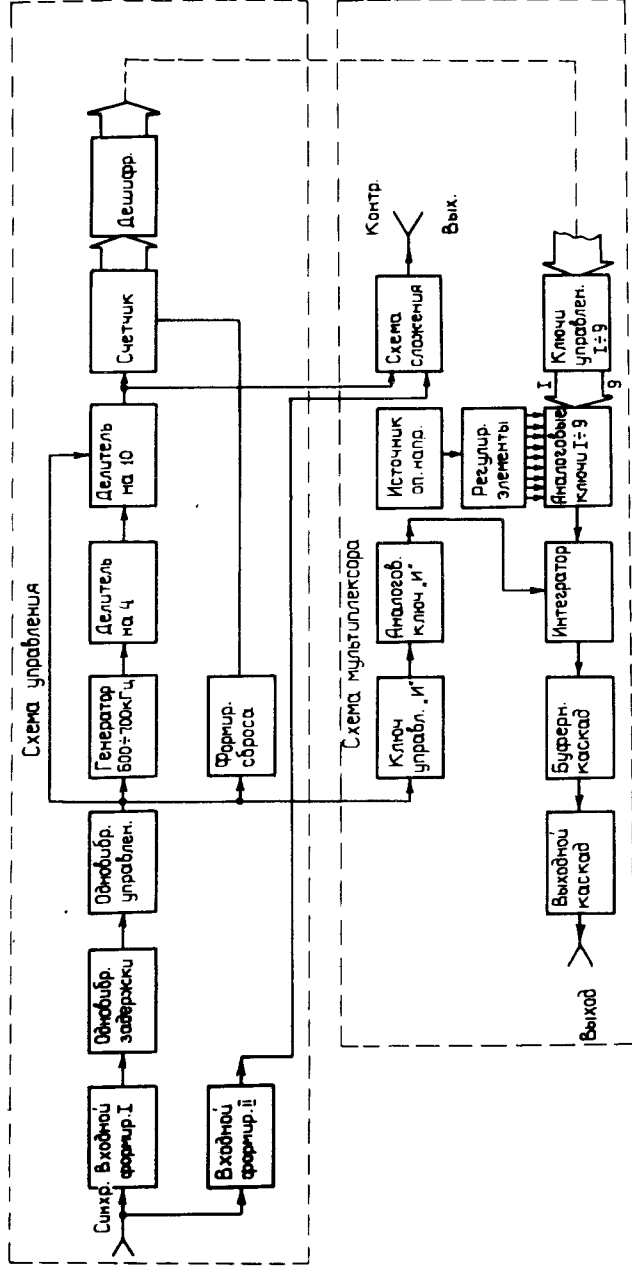 Схема управления
Синхр.
Входной
формир. I
Одновибр.
задержки
Одновибр.
управлен.
Генератор
600÷700кГц
Делитель
на 4
Делитель
на 10
Счетчик
Дешифр.
Входной
формир. II
Формир.
сброса
Схема мультиплексора
Ключ
управл. „И"
Аналогов.
ключ „И"
Источник
оп. напр.
Схема
сложения
Контр.
Вых.
Регулир.
элементы
Выход
Выходной
каскад
Буферн.
каскад
Интегратор
Аналоговые
ключи I÷9
I
9
Ключи
управлен.
I÷9